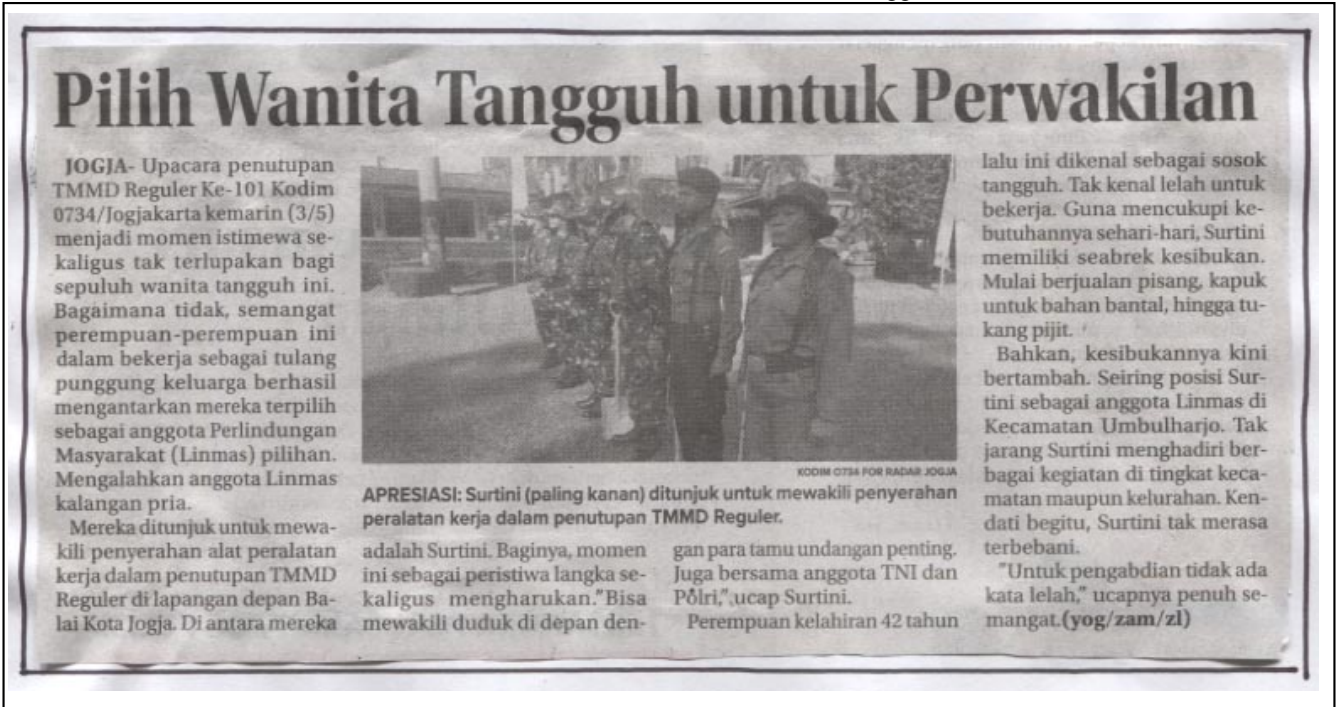 Pilih Wanita Tangguh untuk Perwakilan
JOGJA- Upacara penutupan
TMMD Reguler Ke-101 Kodim
0734/Jogjakarta kemarin (3/5)
menjadi momen istimewa se-
kaligus tak terlupakan bagi
sepuluh wanita tangguh ini.
Bagaimana tidak, semangat
perempuan-perempuan ini
dalam bekerja sebagai tulang
punggung keluarga berhasil
mengantarkan mereka terpilih
sebagai anggota Perlindungan
Masyarakat (Linmas) pilihan.
Mengalahkan anggota Linmas
kalangan pria.
Mereka ditunjuk untuk mewa-
kili penyerahan alat peralatan
kerja dalam penutupan TMMD
Reguler di lapangan depan Ba-
lai Kota Jogja. Di antara mereka
KODIM 0734 FOR RADAR JOGJA
APRESIASI: Surtini (paling kanan) ditunjuk untuk mewakili penyerahan
peralatan kerja dalam penutupan TMMD Reguler.
adalah Surtini. Baginya, momen
ini sebagai peristiwa langka se-
kaligus mengharukan."Bisa
mewakili duduk di depan den-
gan para tamu undangan penting.
Juga bersama anggota TNI dan
Polri,",ucap Surtini.
Perempuan kelahiran 42 tahun
lalu ini dikenal sebagai sosok
tangguh. Tak kenal lelah untuk
bekerja. Guna mencukupi ke-
butuhannya sehari-hari, Surtini
memiliki seabrek kesibukan.
Mulai berjualan pisang, kapuk
untuk bahan bantal, hingga tu-
kang pijit.
Bahkan, kesibukannya kini
bertambah. Seiring posisi Sur-
tini sebagai anggota Linmas di
Kecamatan Umbulharjo. Tak
jarang Surtini menghadiri ber-
bagai kegiatan di tingkat keca-
matan maupun kelurahan. Ken-
dati begitu, Surtini tak merasa
terbebani.
"Untuk pengabdian tidak ada
kata lelah," ucapnya penuh se-
mangat.(yog/zam/zl)